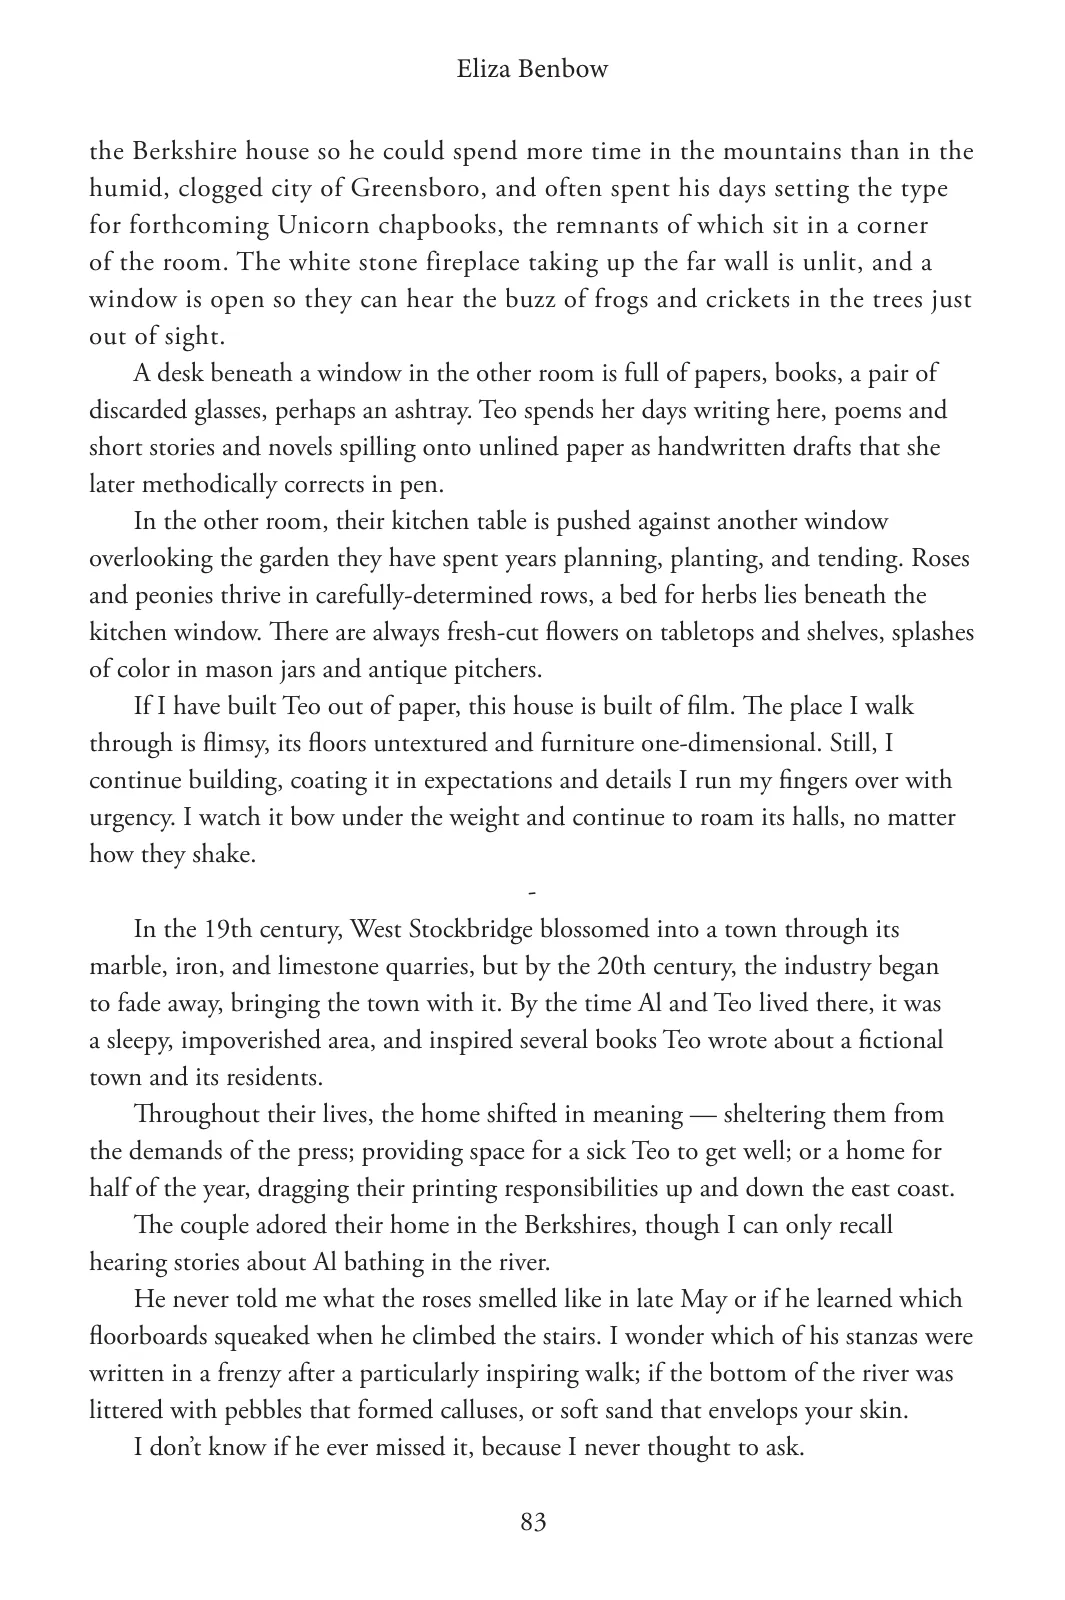 Eliza Benbow
the Berkshire house so he could spend more time in the mountains than in the
humid, clogged city of Greensboro, and often spent his days setting the type
for forthcoming Unicorn chapbooks, the remnants of which sit in a corner
of the room. The white stone fireplace taking up the far wall is unlit, and a
window is open so they can hear the buzz of frogs and crickets in the trees just
out of sight.
A desk beneath a window in the other room is full of papers, books, a pair of
discarded glasses, perhaps an ashtray. Teo spends her days writing here, poems and
short stories and novels spilling onto unlined paper as handwritten drafts that she
later methodically corrects in pen.
In the other room, their kitchen table is pushed against another window
overlooking the garden they have spent years planning, planting, and tending. Roses
and peonies thrive in carefully-determined rows, a bed for herbs lies beneath the
kitchen window. There are always fresh-cut flowers on tabletops and shelves, splashes
of color in mason jars and antique pitchers.
If I have built Teo out of paper, this house is built of film. The place I walk
through is flimsy, its floors untextured and furniture one-dimensional. Still, I
continue building, coating it in expectations and details I run my fingers over with
urgency. I watch it bow under the weight and continue to roam its halls, no matter
how they shake.
-
In the 19th century, West Stockbridge blossomed into a town through its
marble, iron, and limestone quarries, but by the 20th century, the industry began
to fade away, bringing the town with it. By the time Al and Teo lived there, it was
a sleepy, impoverished area, and inspired several books Teo wrote about a fictional
town and its residents.
Throughout their lives, the home shifted in meaning — sheltering them from
the demands of the press; providing space for a sick Teo to get well; or a home for
half of the year, dragging their printing responsibilities up and down the east coast.
The couple adored their home in the Berkshires, though I can only recall
hearing stories about Al bathing in the river.
He never told me what the roses smelled like in late May or if he learned which
floorboards squeaked when he climbed the stairs. I wonder which of his stanzas were
written in a frenzy after a particularly inspiring walk; if the bottom of the river was
littered with pebbles that formed calluses, or soft sand that envelops your skin.
I don’t know if he ever missed it, because I never thought to ask.
83